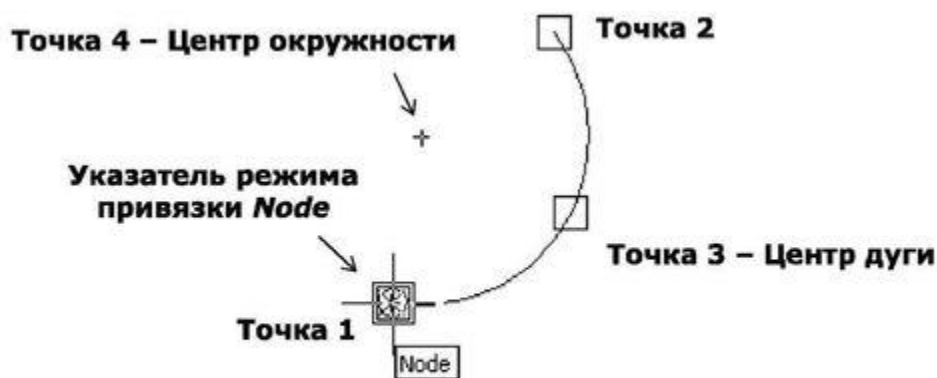 Точка 4 – Центр окружности
Точка 2
Указатель режима
привязки Node
Точка 3 – Центр дуги
Точка 1
Node